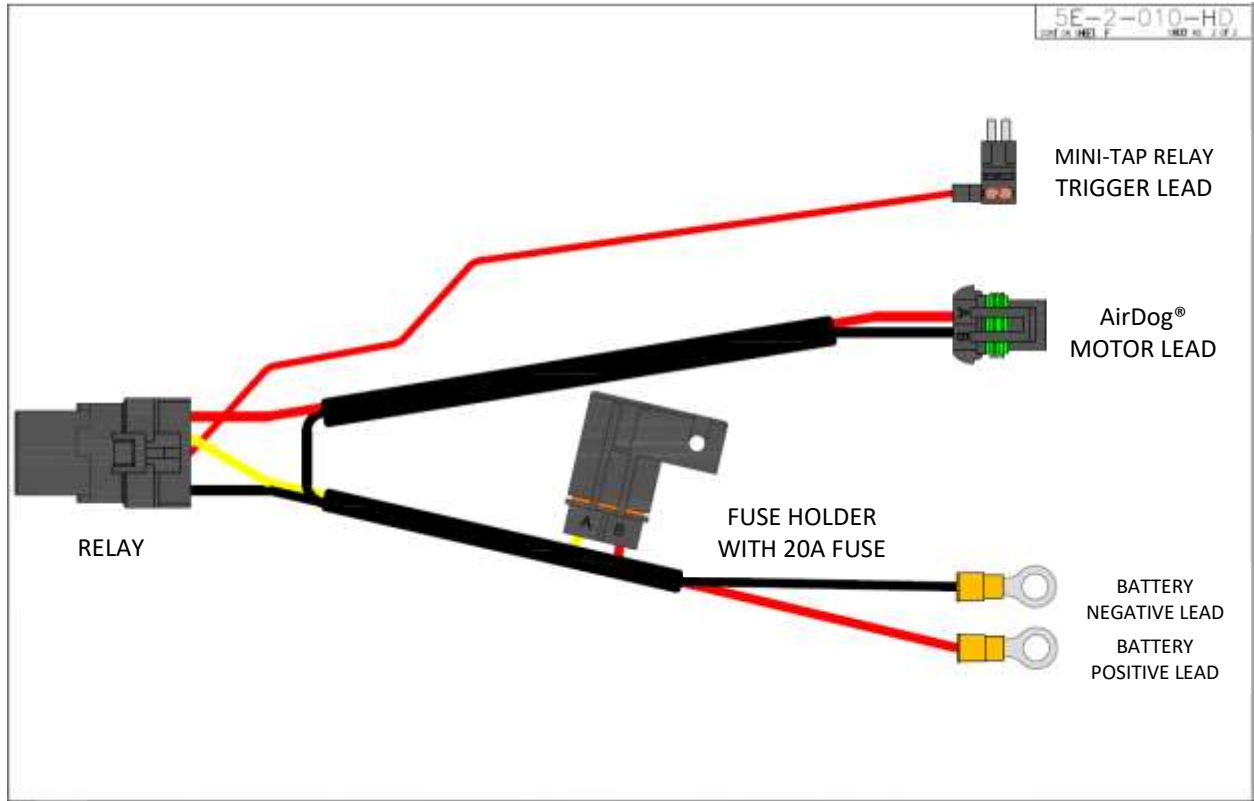 5E-2-010-HD
MINI-TAP RELAY
TRIGGER LEAD
A
B
AirDog®
MOTOR LEAD
A B
FUSE HOLDER
WITH 20A FUSE
RELAY
BATTERY
NEGATIVE LEAD
BATTERY
POSITIVE LEAD